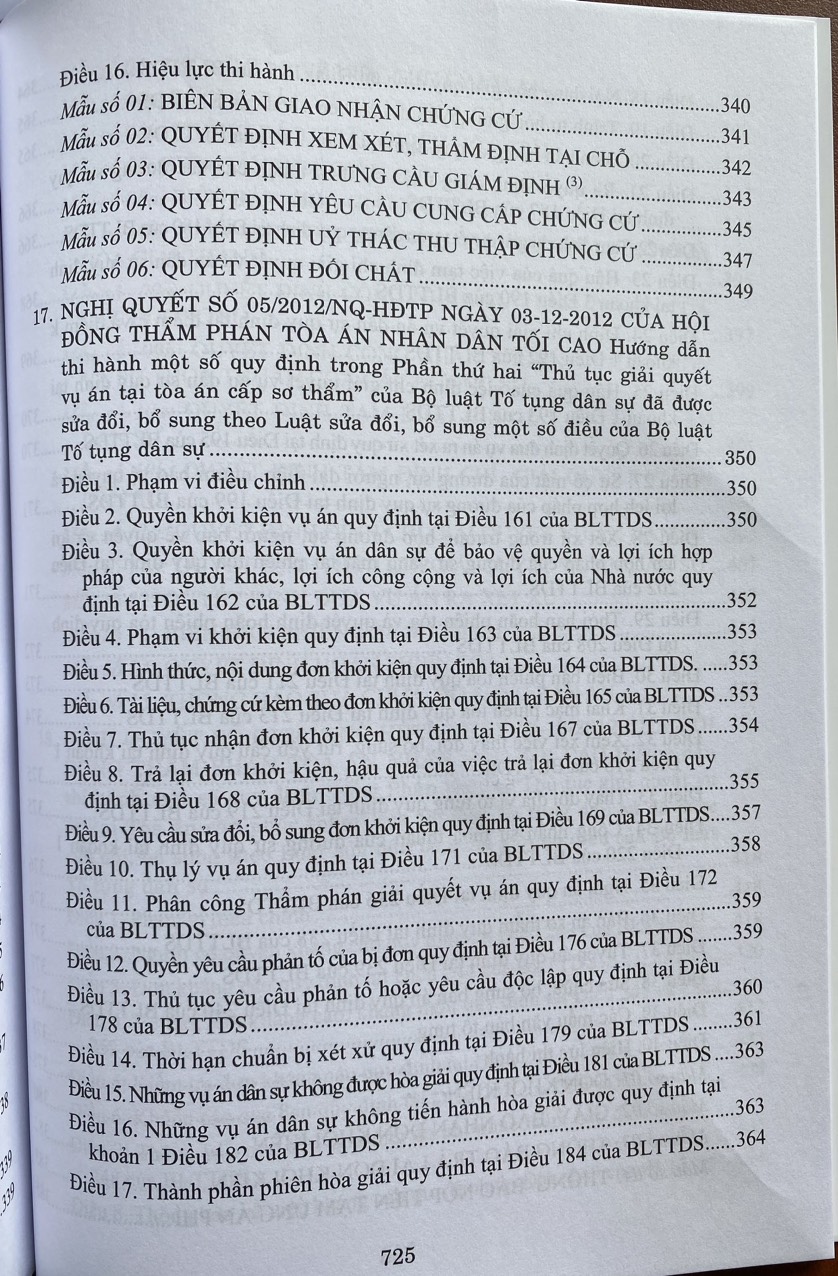 Điều 16. Hiệu lực thi hành ........340
Mẫu số 01: BIÊN BẢN GIAO NHẬN CHỨNG CỨ ........341
Mẫu số 02: QUYẾT ĐỊNH XEM XÉT, THẨM ĐỊNH TẠI CHỖ ........342
Mẫu số 03: QUYẾT ĐỊNH TRƯNG CẦU GIÁM ĐỊNH (3) ........343
Mẫu số 04: QUYẾT ĐỊNH YÊU CẦU CUNG CẤP CHỨNG CỨ ........345
Mẫu số 05: QUYẾT ĐỊNH UỶ THÁC THU THẬP CHỨNG CỨ ........347
Mẫu số 06: QUYẾT ĐỊNH ĐỐI CHẤT ........349
17. NGHỊ QUYẾT SỐ 05/2012/NQ-HĐTP NGÀY 03-12-2012 CỦA HỘI
ĐỒNG THẨM PHÁN TÒA ÁN NHÂN DÂN TỐI CAO Hướng dẫn
thi hành một số quy định trong Phần thứ hai “Thủ tục giải quyết
vụ án tại tòa án cấp sơ thẩm” của Bộ luật Tố tụng dân sự đã được
sửa đổi, bổ sung theo Luật sửa đổi, bổ sung một số điều của Bộ luật
Tố tụng dân sự ........350
Điều 1. Phạm vi điều chỉnh ........350
Điều 2. Quyền khởi kiện vụ án quy định tại Điều 161 của BLTTDS........350
Điều 3. Quyền khởi kiện vụ án dân sự để bảo vệ quyền và lợi ích hợp
pháp của người khác, lợi ích công cộng và lợi ích của Nhà nước quy
định tại Điều 162 của BLTTDS ........352
Điều 4. Phạm vi khởi kiện quy định tại Điều 163 của BLTTDS ........353
Điều 5. Hình thức, nội dung đơn khởi kiện quy định tại Điều 164 của BLTTDS. .....353
Điều 6. Tài liệu, chứng cứ kèm theo đơn khởi kiện quy định tại Điều 165 của BLTTDS ..353
Điều 7. Thủ tục nhận đơn khởi kiện quy định tại Điều 167 của BLTTDS ......354
Điều 8. Trả lại đơn khởi kiện, hậu quả của việc trả lại đơn khởi kiện quy
định tại Điều 168 của BLTTDS ........355
Điều 9. Yêu cầu sửa đổi, bổ sung đơn khởi kiện quy định tại Điều 169 của BLTTDS....357
Điều 10. Thụ lý vụ án quy định tại Điều 171 của BLTTDS ........358
Điều 11. Phân công Thẩm phán giải quyết vụ án quy định tại Điều 172
của BLTTDS ........359
Điều 12. Quyền yêu cầu phản tố của bị đơn quy định tại Điều 176 của BLTTDS .......359
Điều 13. Thủ tục yêu cầu phản tố hoặc yêu cầu độc lập quy định tại Điều
178 của BLTTDS ........360
Điều 14. Thời hạn chuẩn bị xét xử quy định tại Điều 179 của BLTTDS ........361
Điều 15. Những vụ án dân sự không được hòa giải quy định tại Điều 181 của BLTTDS ....363
Điều 16. Những vụ án dân sự không tiến hành hòa giải được quy định tại
khoản 1 Điều 182 của BLTTDS ........363
Điều 17. Thành phần phiên hòa giải quy định tại Điều 184 của BLTTDS......364
725